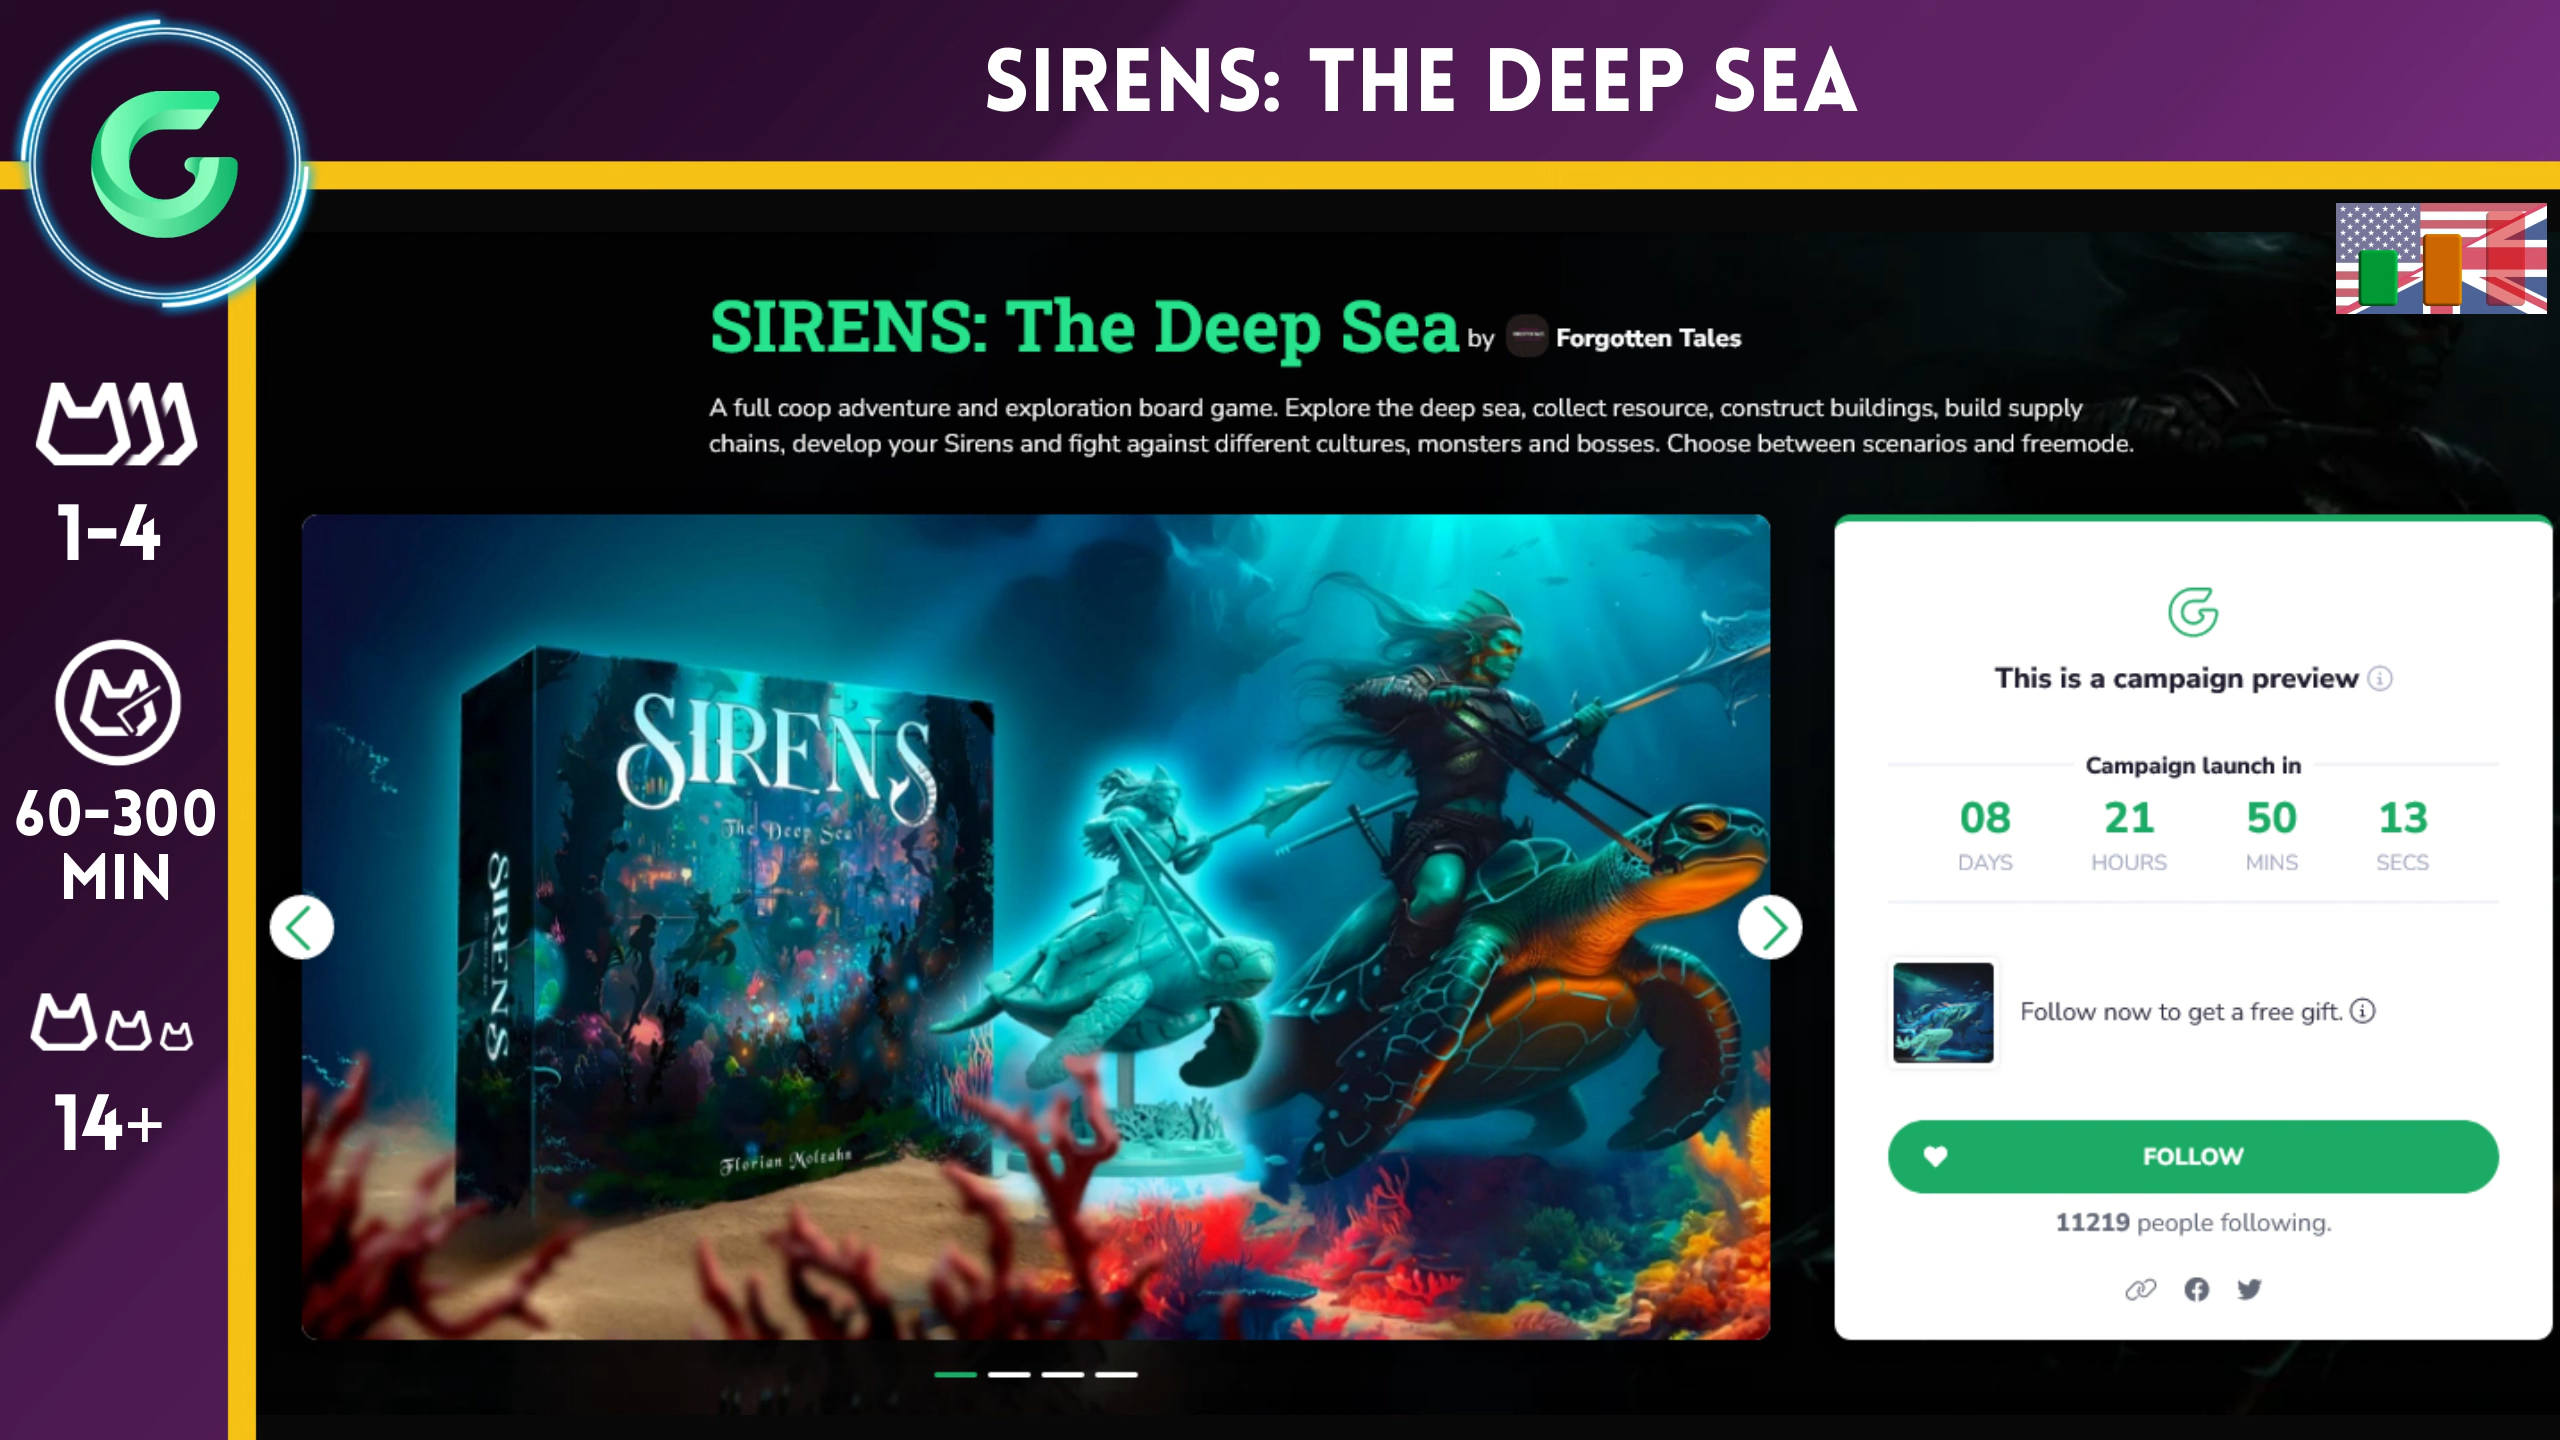 SIRENS: THE DEEP SEA
1-4
60-300
MIN
14+
SIRENS: The Deep Sea by Forgotten Tales
A full coop adventure and exploration board game. Explore the deep sea, collect resource, construct buildings, build supply
chains, develop your Sirens and fight against different cultures, monsters and bosses. Choose between scenarios and freemode.
SIRENS
The Deep Sea
SIRENS
Florian Molzahn
This is a campaign preview
Campaign launch in
08 21 50 13
DAYS HOURS MINS SECS
Follow now to get a free gift.
FOLLOW
11219 people following.